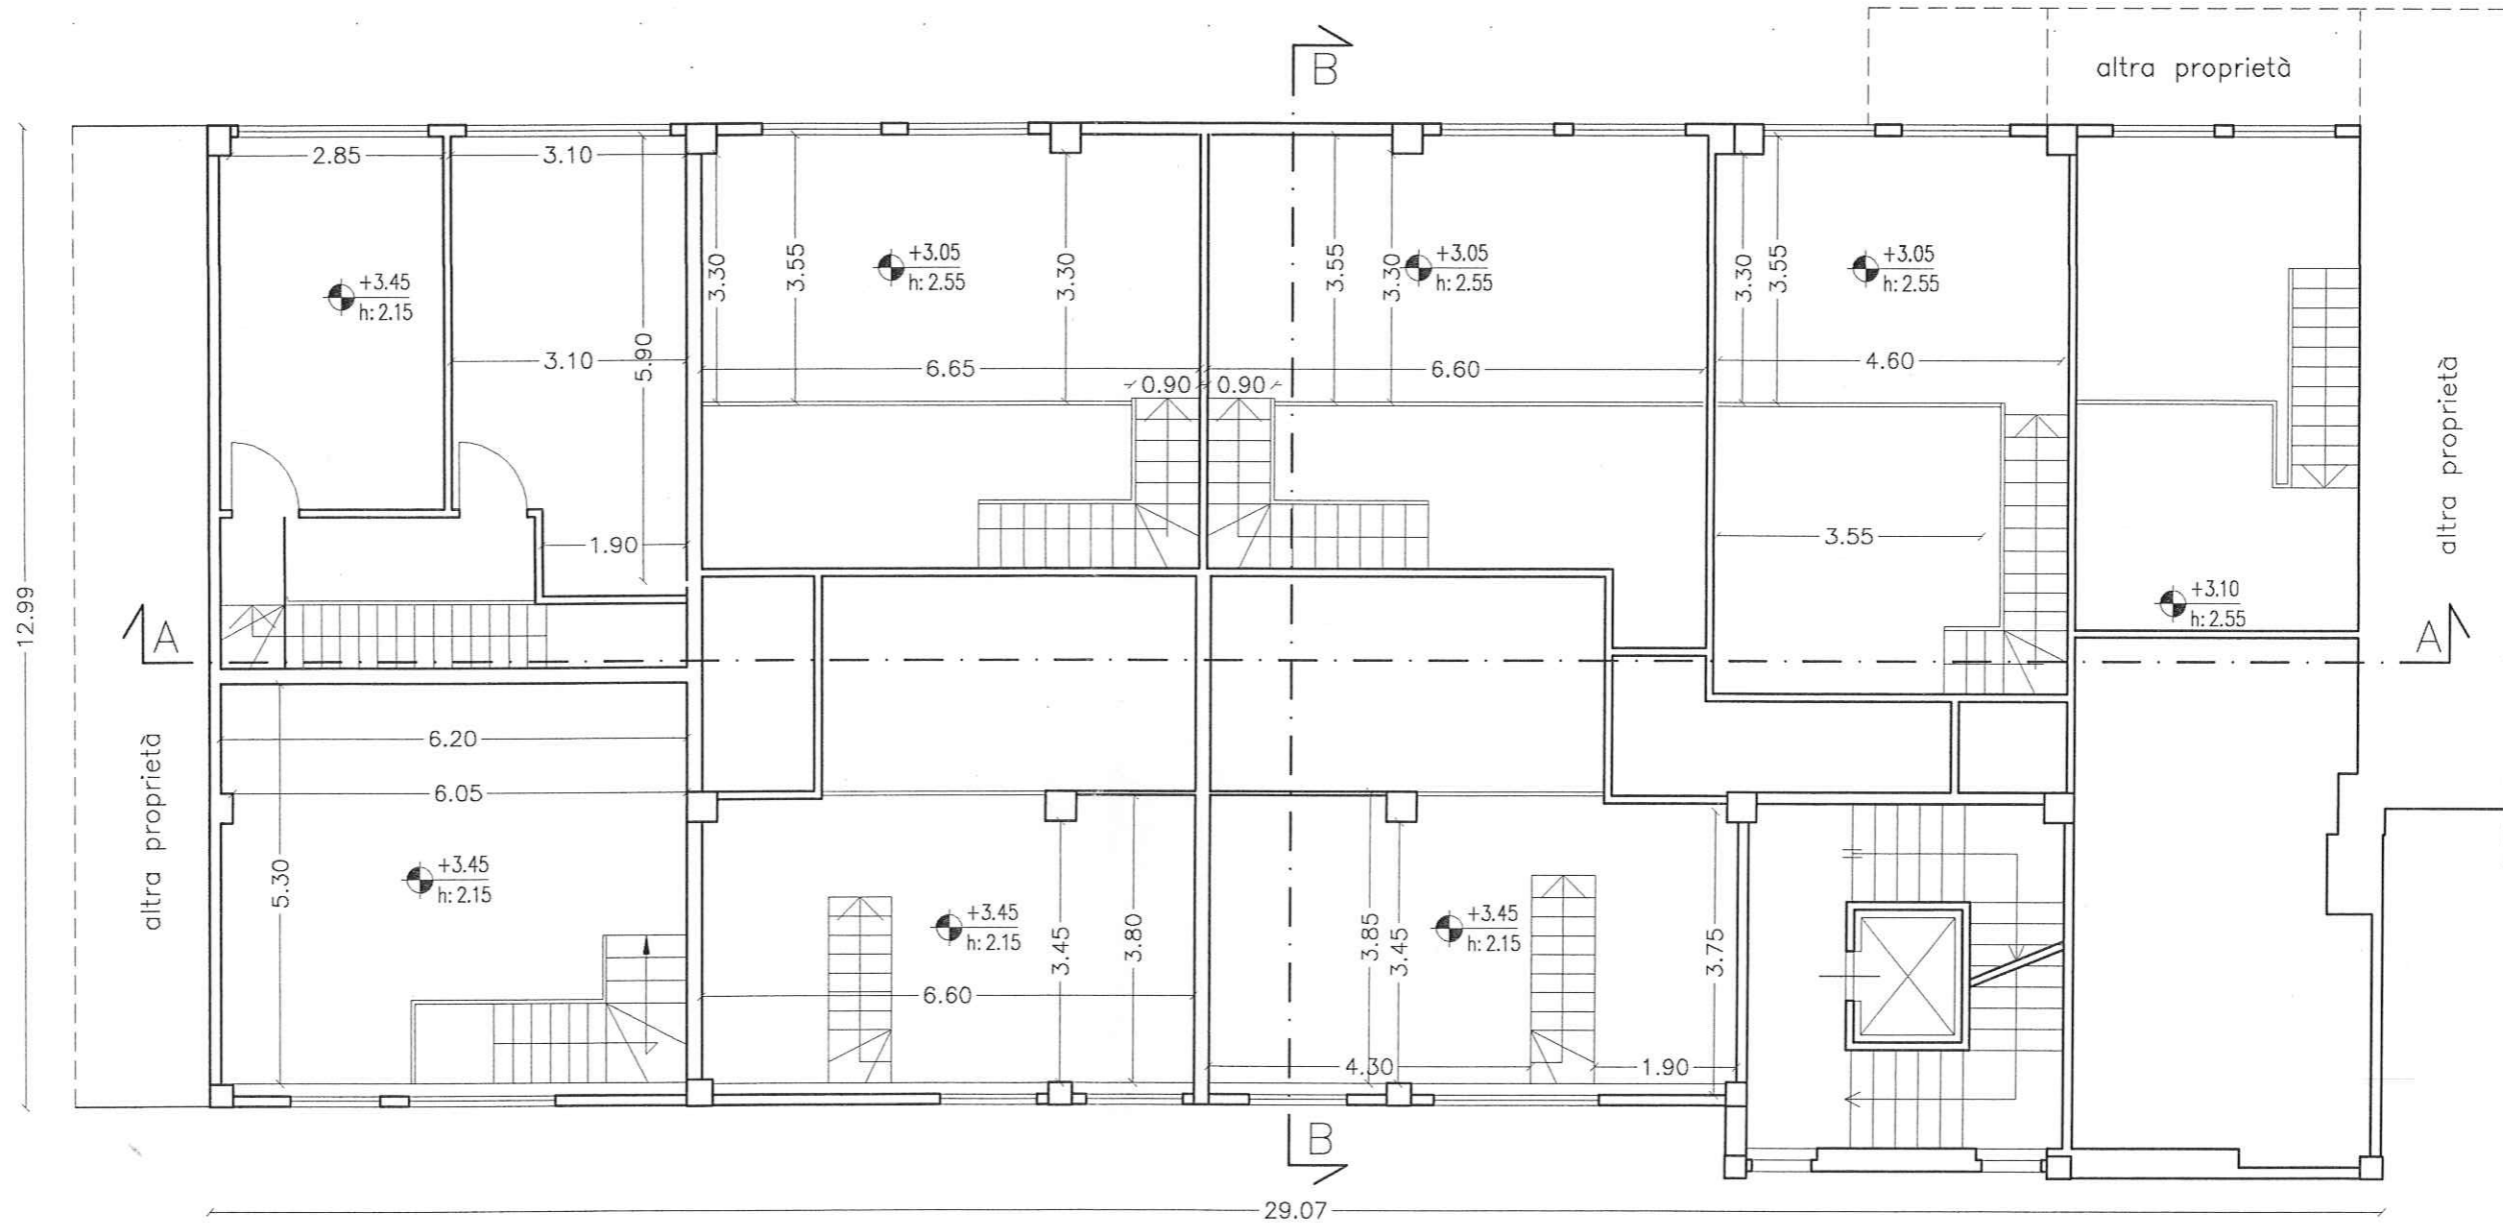 B
altra proprietà
2.85
3.10
+3.45
h: 2.15
3.10
5.90
3.30
3.55
+3.05
h: 2.55
3.30
6.65
0.90
0.90
3.55
3.30
+3.05
h: 2.55
6.60
3.30
3.55
+3.05
h: 2.55
4.60
altra proprietà
1.90
3.55
+3.10
h: 2.55
12.99
A
A
altra proprietà
6.20
6.05
5.30
+3.45
h: 2.15
+3.45
h: 2.15
3.45
3.80
6.60
3.85
3.45
+3.45
h: 2.15
3.75
4.30
1.90
B
29.07